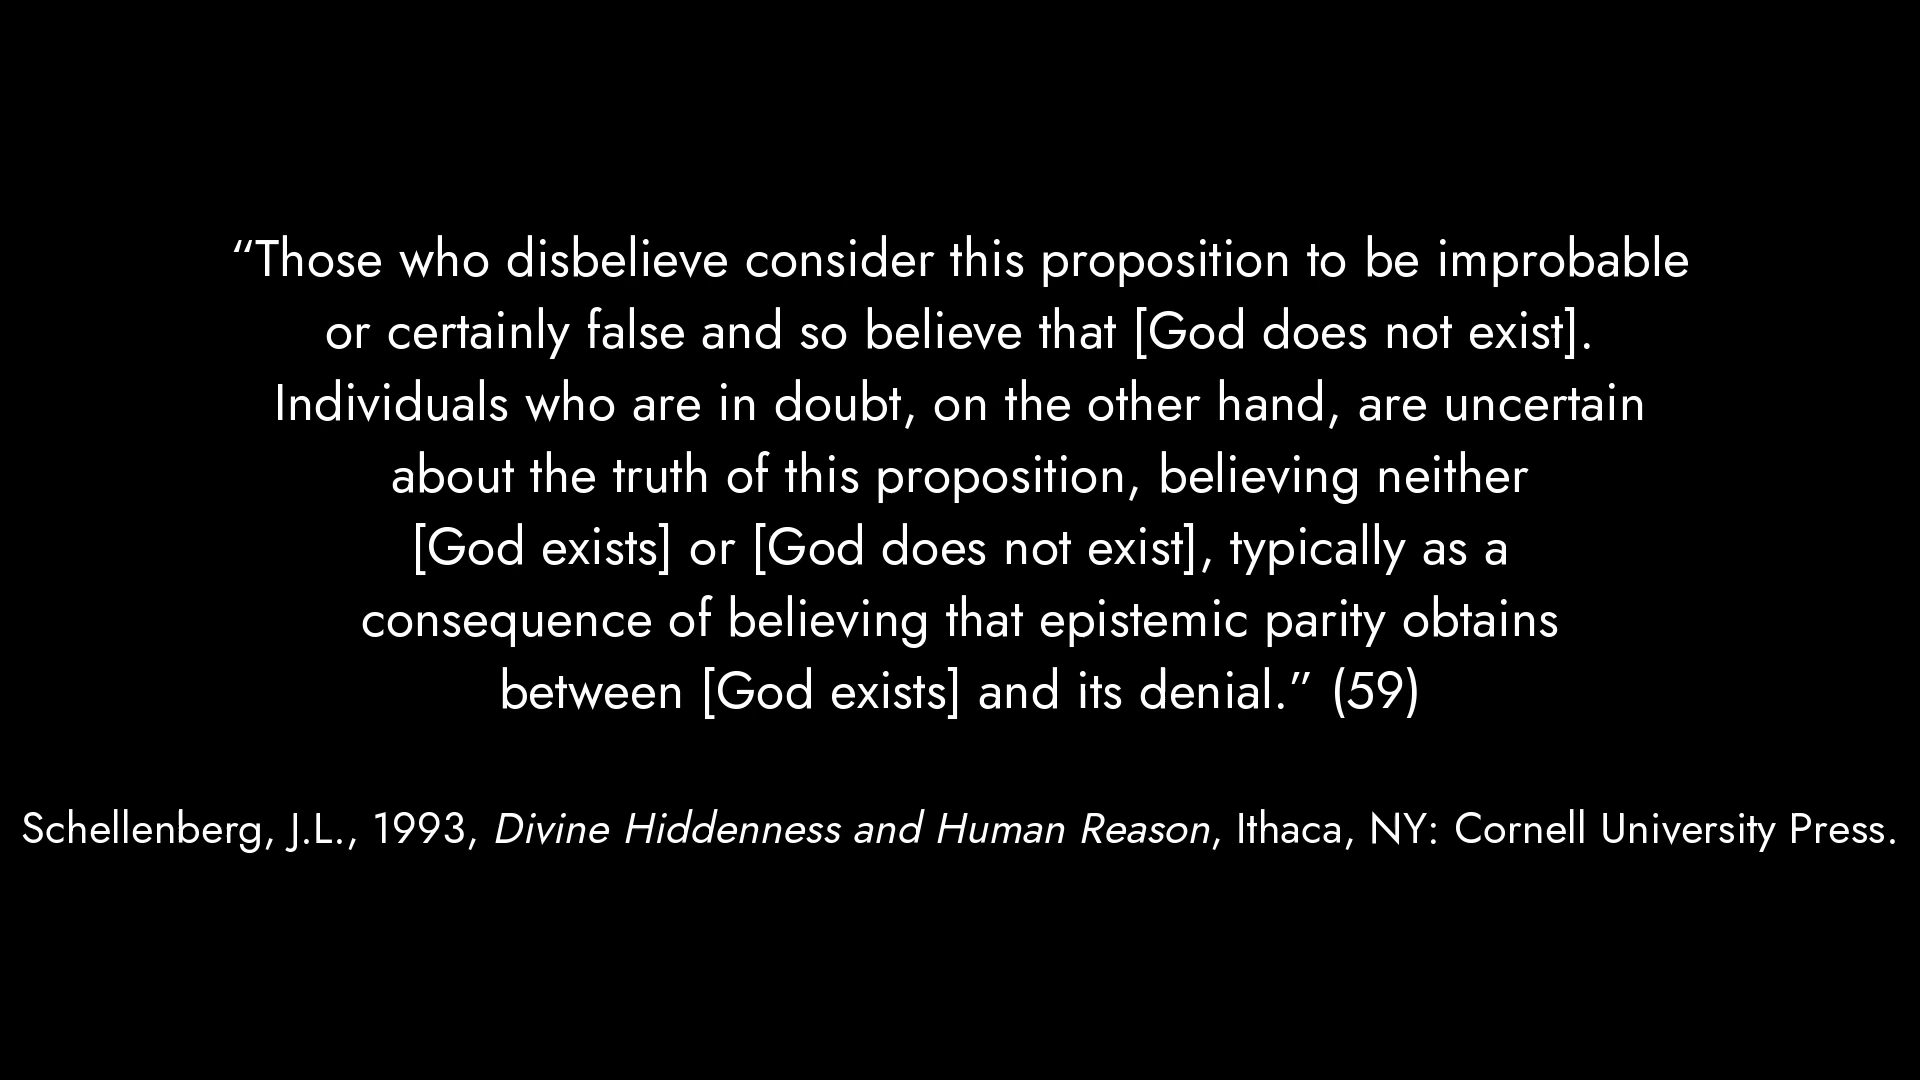 “Those who disbelieve consider this proposition to be improbable
or certainly false and so believe that [God does not exist].
Individuals who are in doubt, on the other hand, are uncertain
about the truth of this proposition, believing neither
[God exists] or [God does not exist], typically as a
consequence of believing that epistemic parity obtains
between [God exists] and its denial.” (59)
Schellenberg, J.L., 1993, Divine Hiddenness and Human Reason, Ithaca, NY: Cornell University Press.